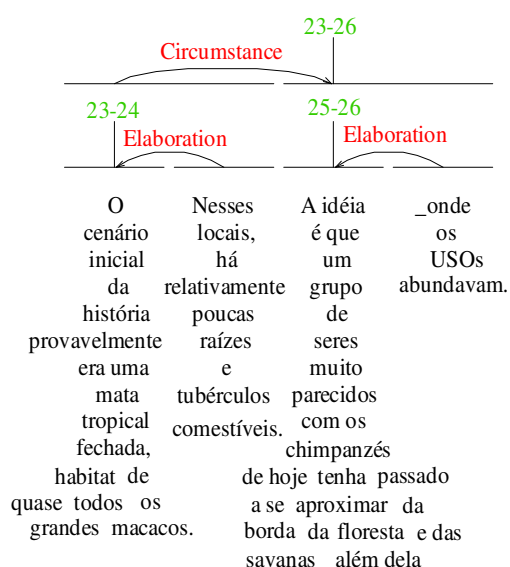 23-26
Circumstance
23-24
25-26
Elaboration
Elaboration
O
cenário
inicial
da
história
provavelmente
era uma
mata
tropical
fechada,
habitat de
quase todos os
grandes macacos.
Nesses
locais,
há
relativamente
poucas
raízes
e
tubérculos
comestíveis.
A idéia
é que
um
grupo
de
seres
muito
parecidos
com os
chimpanzés
de hoje tenha passado
a se aproximar da
borda da floresta e das
savanas além dela
_onde
os
USOs
abundavam.